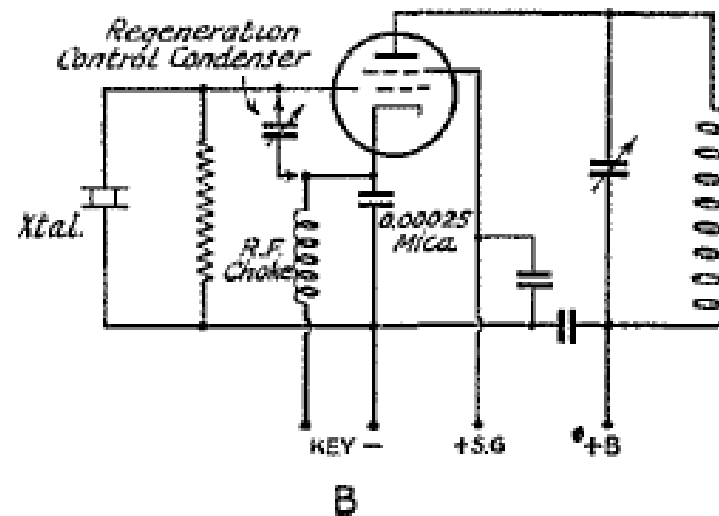 Regeneration
Control Condenser
Xtal.
R.F.
Choke
0.00025
Mica
KEY –
+S.G
+B
B